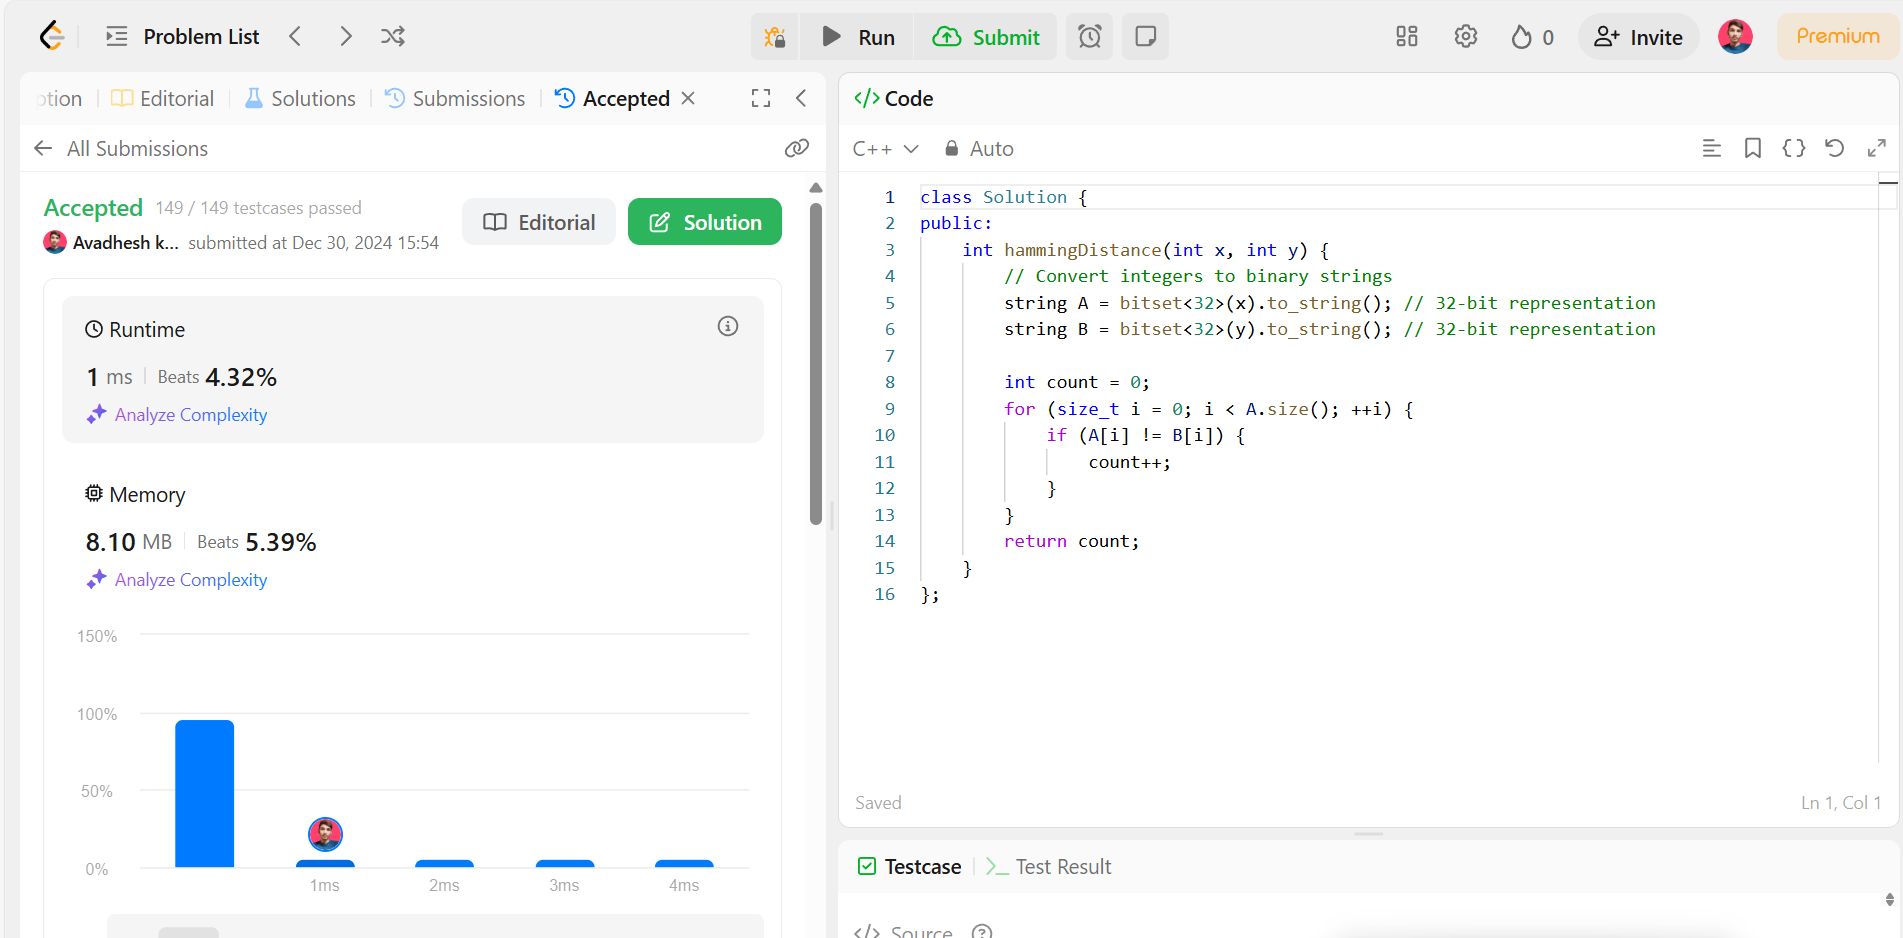 Problem List
Run
Submit
0
Invite
Premium
Editorial
Solutions
Submissions
Accepted
All Submissions
Accepted 149 / 149 testcases passed
Avadhesh k... submitted at Dec 30, 2024 15:54
Editorial
Solution
Runtime
1 ms Beats 4.32%
Analyze Complexity
Memory
8.10 MB Beats 5.39%
Analyze Complexity
150%
100%
50%
0%
1ms 2ms 3ms 4ms
</> Code
C++ Auto
1 class Solution {
2 public:
3     int hammingDistance(int x, int y) {
4         // Convert integers to binary strings
5         string A = bitset<32>(x).to_string(); // 32-bit representation
6         string B = bitset<32>(y).to_string(); // 32-bit representation
7
8         int count = 0;
9         for (size_t i = 0; i < A.size(); ++i) {
10             if (A[i] != B[i]) {
11                 count++;
12             }
13         }
14         return count;
15     }
16 };
Saved
Ln 1, Col 1
Testcase
Test Result
</> Source